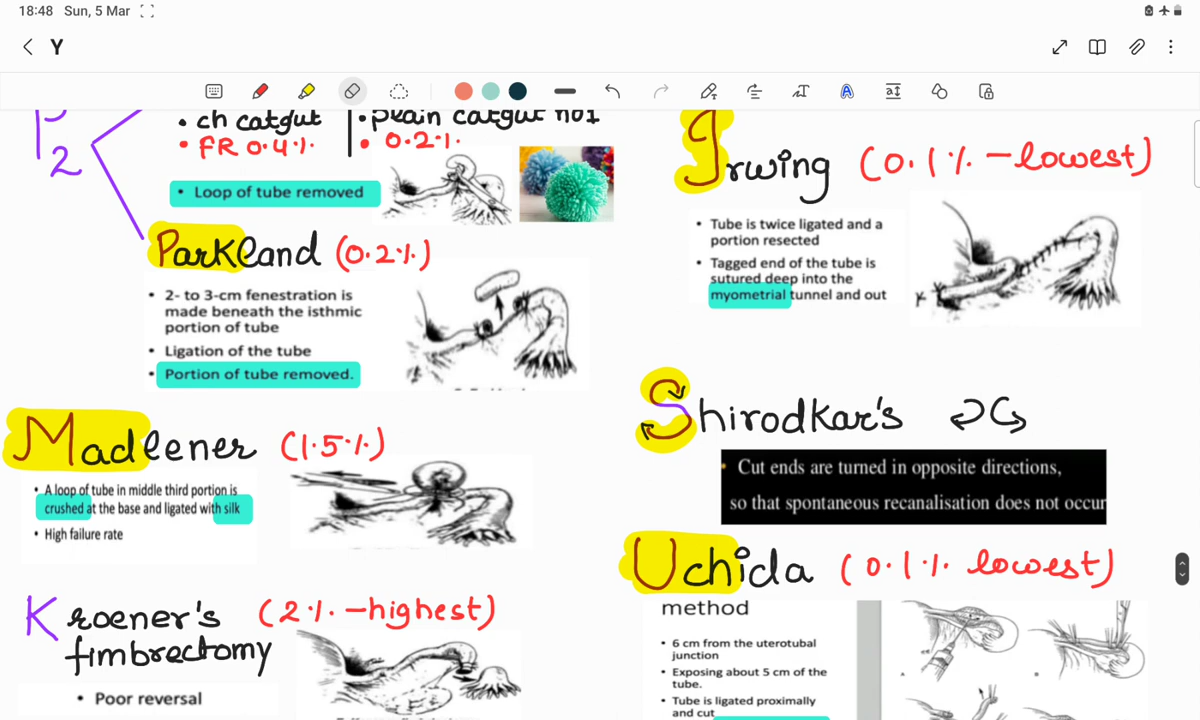 18:48 Sun, 5 Mar
Y
P2
• ch catgut
• FR 0.4%
• plain catgut no1
• 0.2%
• Loop of tube removed
Parkland (0.2%)
• 2- to 3-cm fenestration is
made beneath the isthmic
portion of tube
• Ligation of the tube
• Portion of tube removed.
Madlener (1.5%)
• A loop of tube in middle third portion is
crushed at the base and ligated with silk
• High failure rate
Kroener's (2% - highest)
fimbrectomy
• Poor reversal
Irwing (0.1% - lowest)
• Tube is twice ligated and a
portion resected
• Tagged end of the tube is
sutured deep into the
myometrial tunnel and out
Shirodkar's
• Cut ends are turned in opposite directions,
so that spontaneous recanalisation does not occur
Uchida (0.1% lowest)
method
• 6 cm from the uterotubal
junction
• Exposing about 5 cm of the
tube.
• Tube is ligated proximally
and cut